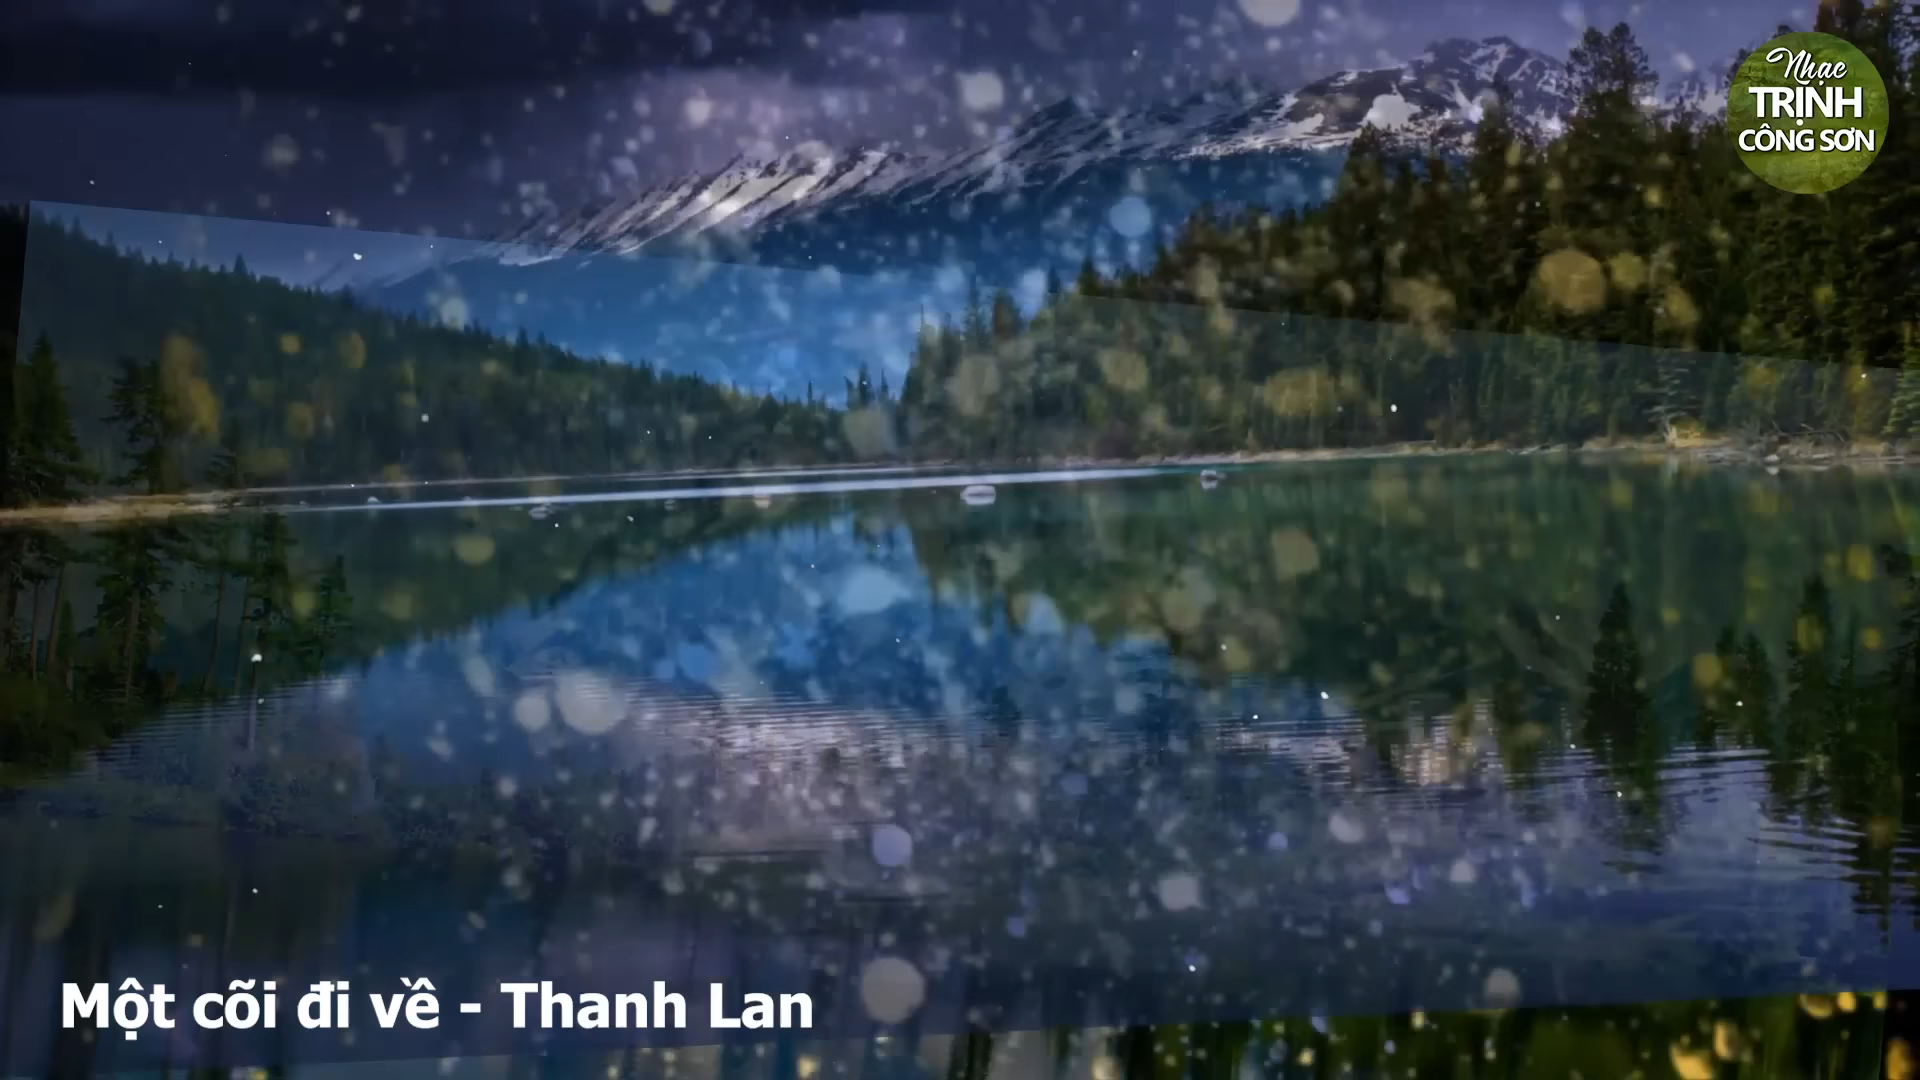 Nhạc
TRỊNH
CÔNG SƠN
Một cõi đi về - Thanh Lan